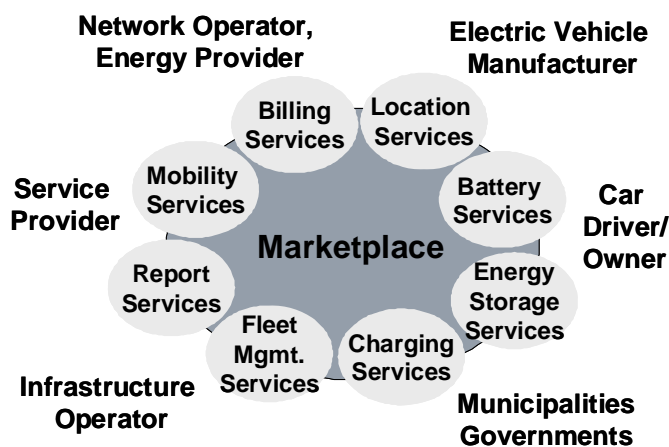 Network Operator,
Energy Provider
Electric Vehicle
Manufacturer
Billing
Services
Location
Services
Mobility
Services
Battery
Services
Service
Provider
Car
Driver/
Owner
Marketplace
Report
Services
Energy
Storage
Services
Fleet
Mgmt.
Services
Charging
Services
Infrastructure
Operator
Municipalities
Governments